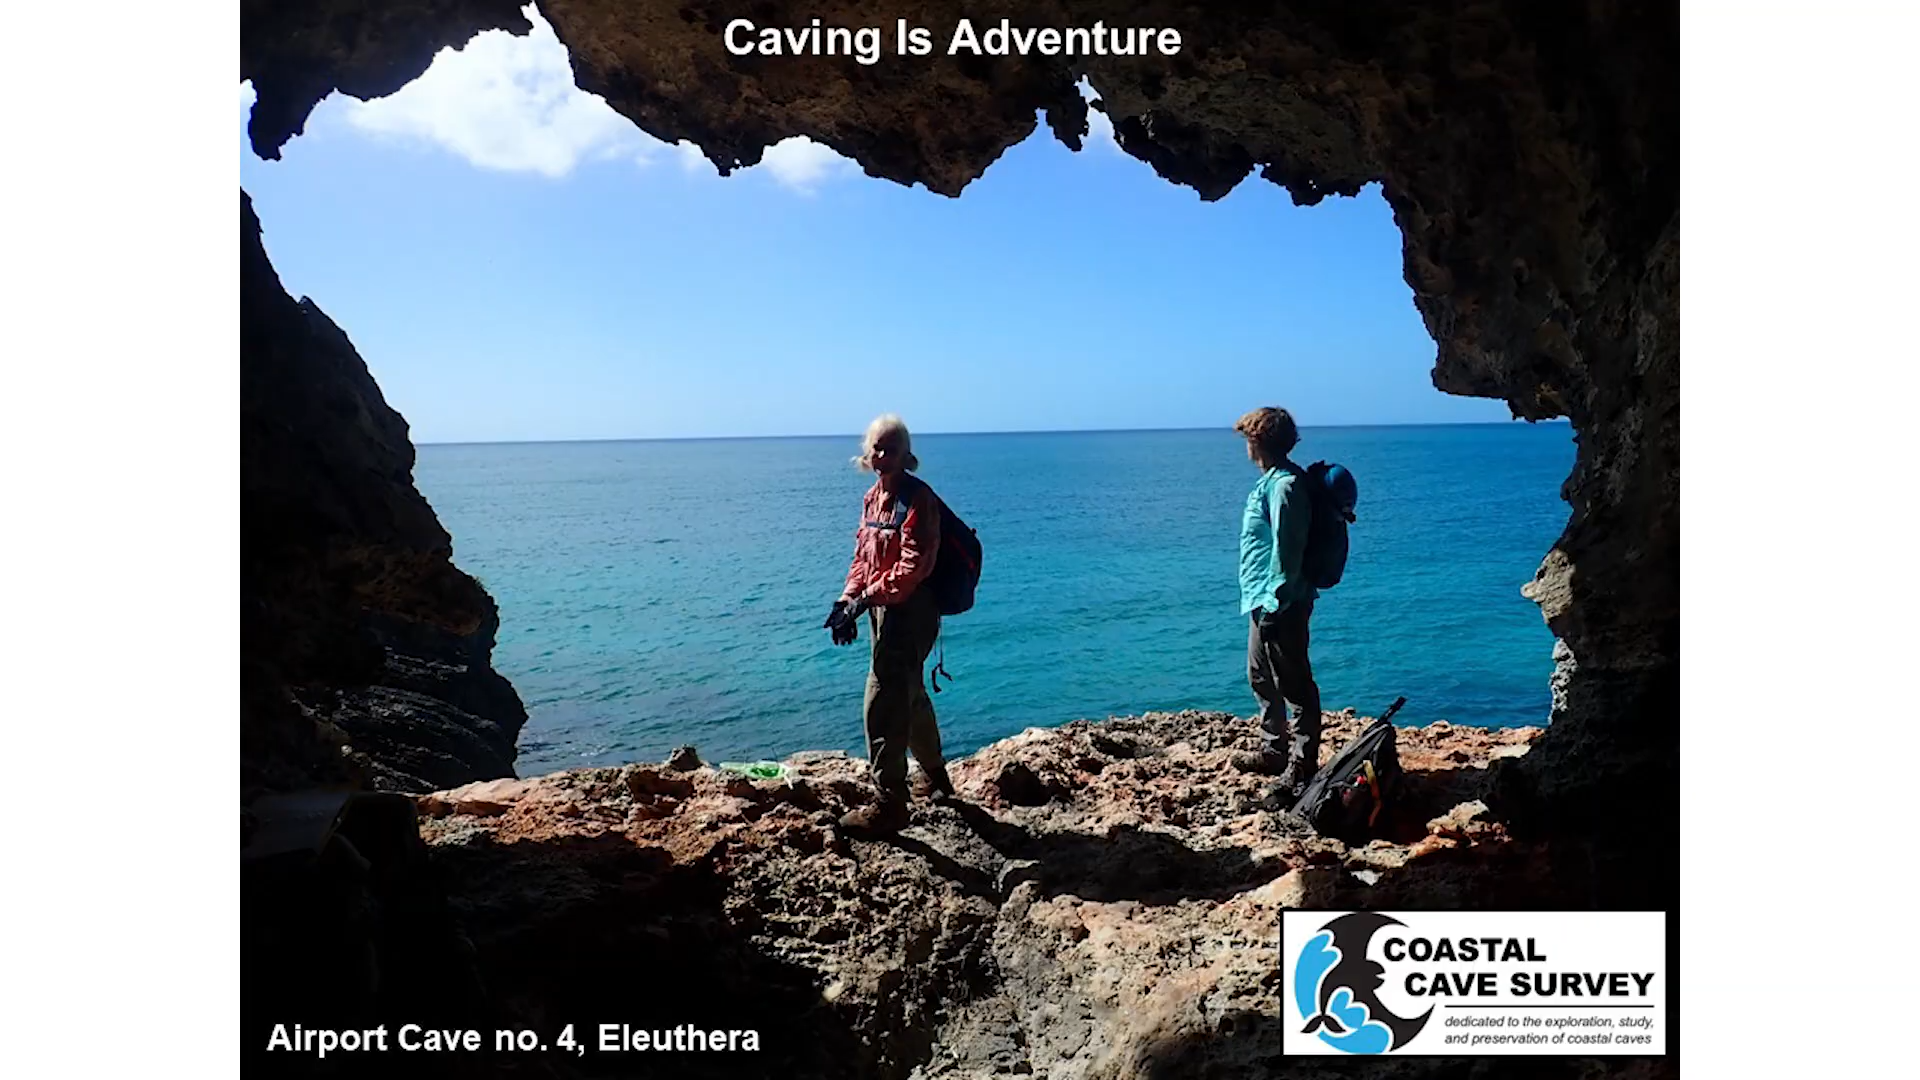 Caving Is Adventure
Airport Cave no. 4, Eleuthera
COASTAL
CAVE SURVEY
dedicated to the exploration, study,
and preservation of coastal caves